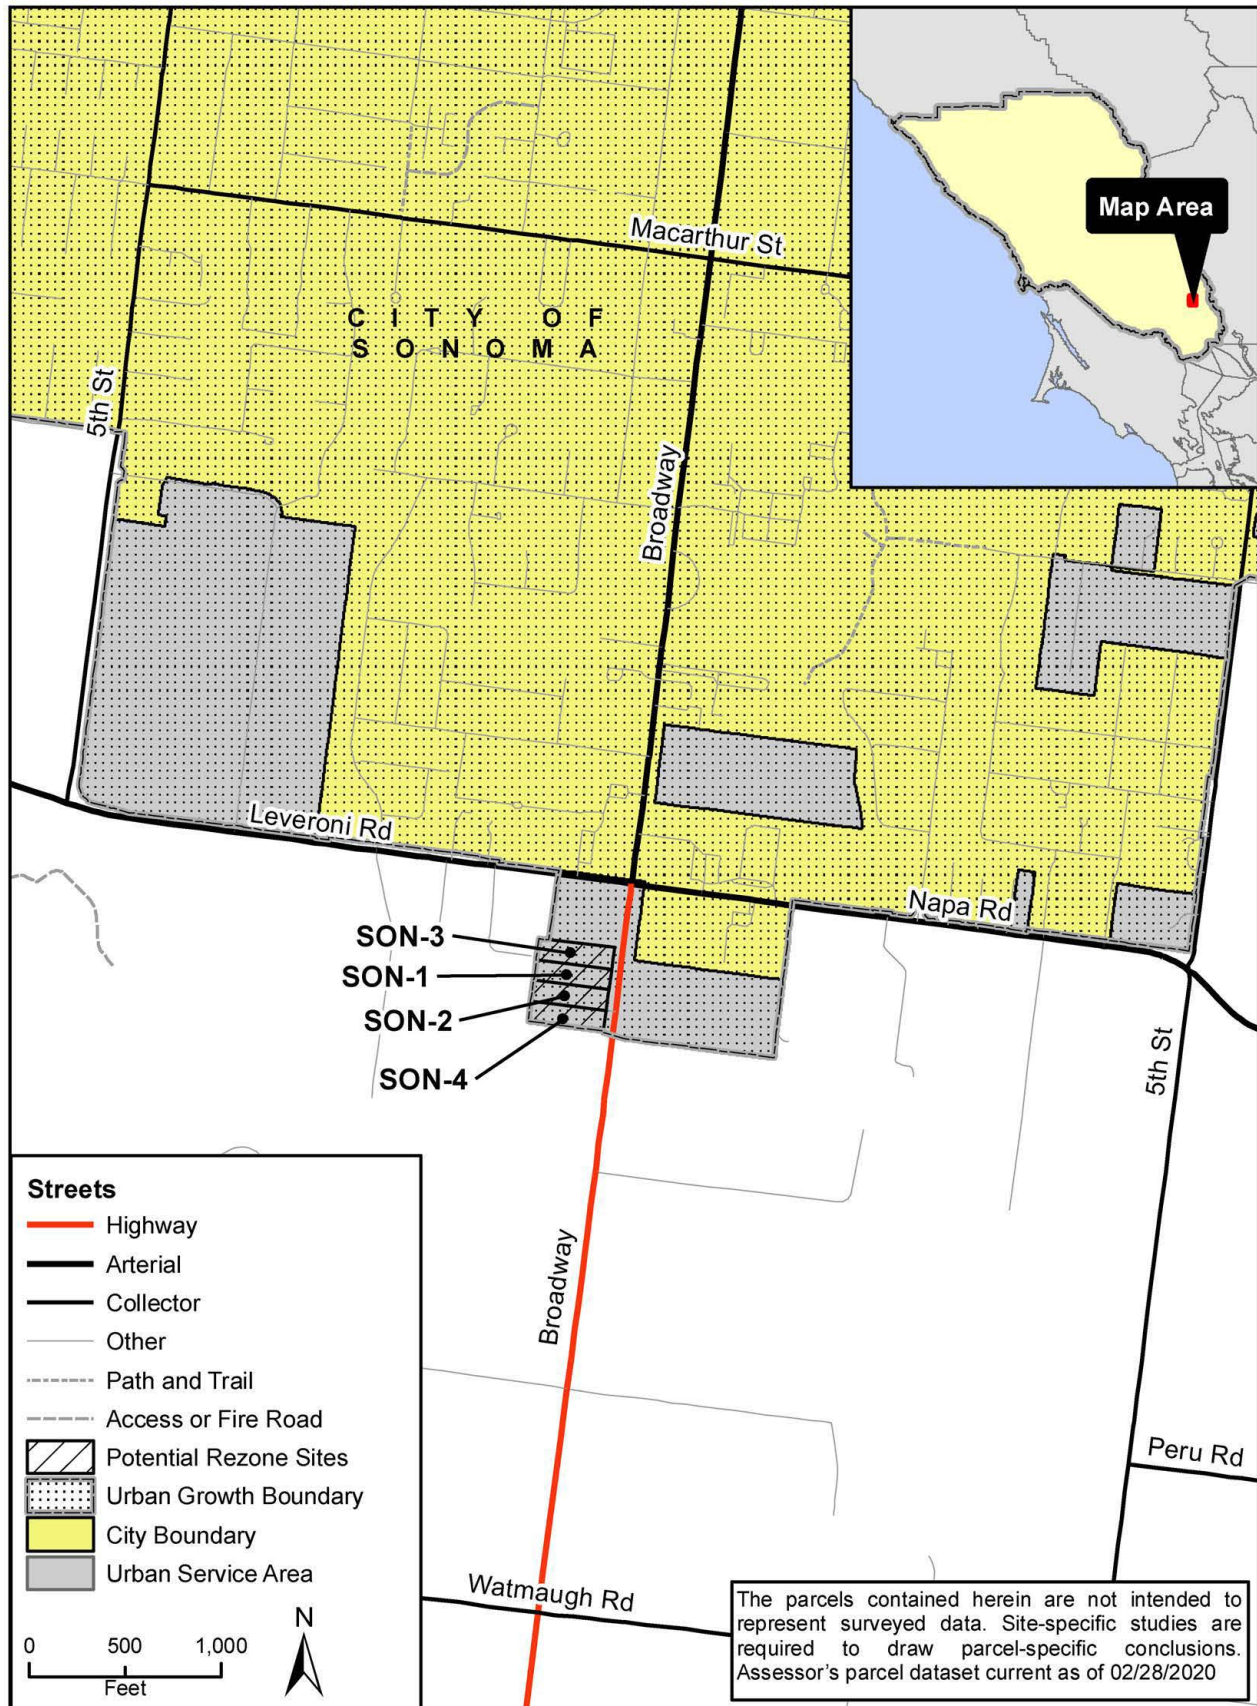 Map Area
Macarthur St
C I T Y O F
S O N O M A
5th St
Broadway
Leveroni Rd
Napa Rd
SON-3
SON-1
SON-2
SON-4
5th St
Broadway
Peru Rd
Watmaugh Rd
Streets
Highway
Arterial
Collector
Other
Path and Trail
Access or Fire Road
Potential Rezone Sites
Urban Growth Boundary
City Boundary
Urban Service Area
N
0 500 1,000
Feet
The parcels contained herein are not intended to
represent surveyed data. Site-specific studies are
required to draw parcel-specific conclusions.
Assessor's parcel dataset current as of 02/28/2020